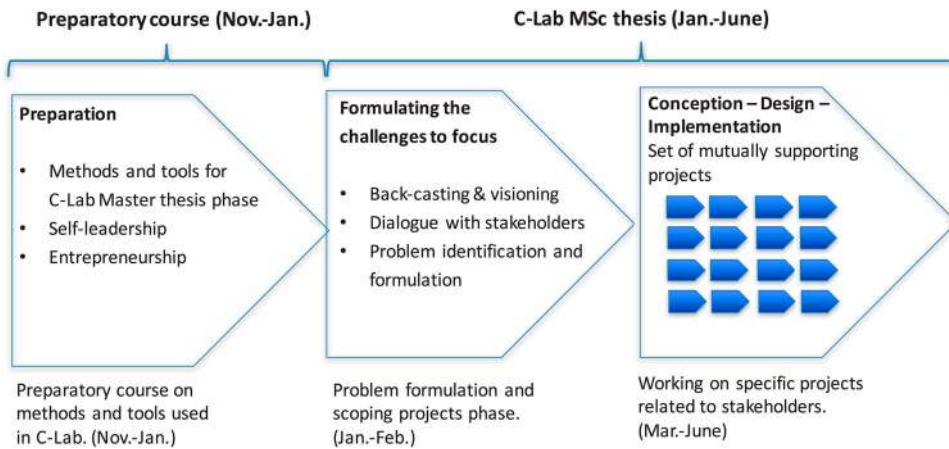 Preparatory course (Nov.-Jan.)
C-Lab MSc thesis (Jan.-June)
Preparation
• Methods and tools for
C-Lab Master thesis phase
• Self-leadership
• Entrepreneurship
Formulating the
challenges to focus
• Back-casting & visioning
• Dialogue with stakeholders
• Problem identification and
formulation
Conception – Design –
Implementation
Set of mutually supporting
projects
Preparatory course on
methods and tools used
in C-Lab. (Nov.-Jan.)
Problem formulation and
scoping projects phase.
(Jan.-Feb.)
Working on specific projects
related to stakeholders.
(Mar.-June)